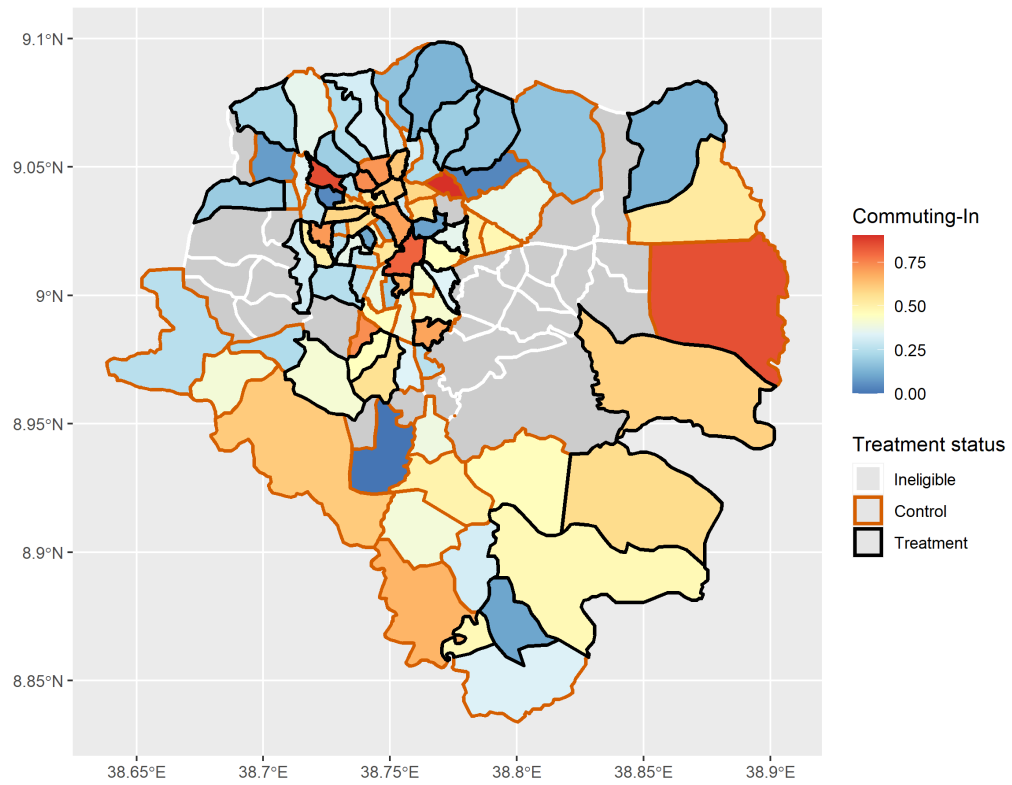 9.1°N
9.05°N
9°N
8.95°N
8.9°N
8.85°N
38.65°E 38.7°E 38.75°E 38.8°E 38.85°E 38.9°E
Commuting-In
0.75
0.50
0.25
0.00
Treatment status
Ineligible
Control
Treatment